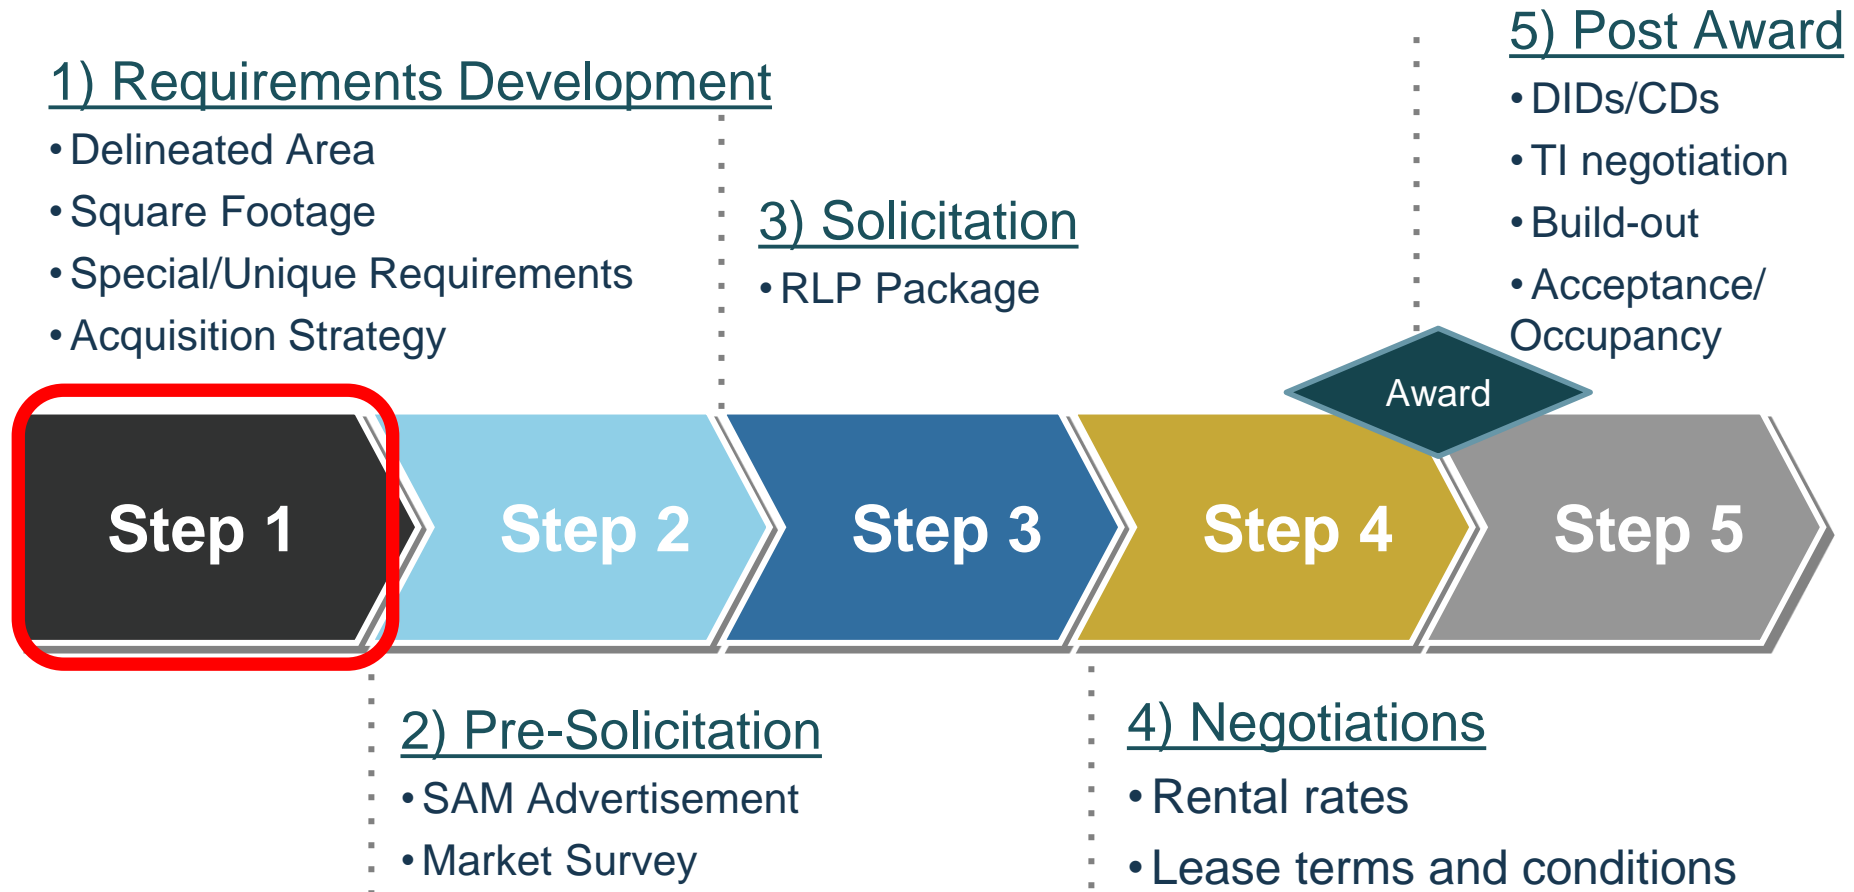 1) Requirements Development
• Delineated Area
• Square Footage
• Special/Unique Requirements
• Acquisition Strategy
3) Solicitation
• RLP Package
5) Post Award
• DIDs/CDs
• TI negotiation
• Build-out
• Acceptance/
Occupancy
Award
Step 1
Step 2
Step 3
Step 4
Step 5
2) Pre-Solicitation
• SAM Advertisement
• Market Survey
4) Negotiations
• Rental rates
• Lease terms and conditions